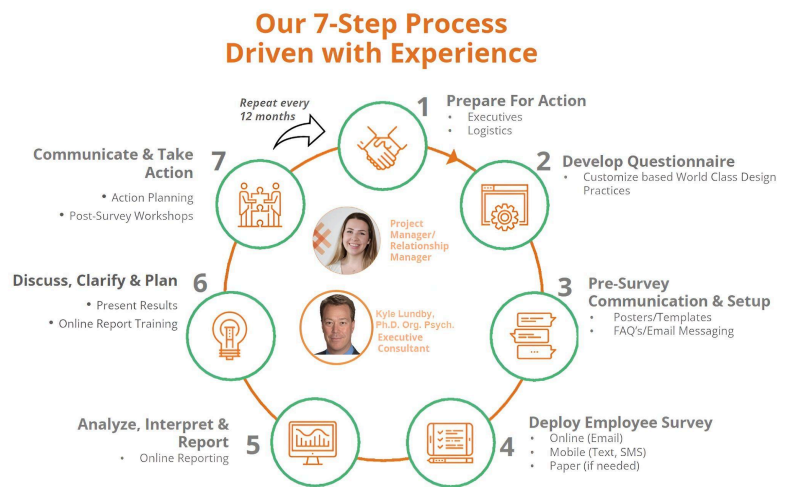 Our 7-Step Process
Driven with Experience
Repeat every
12 months
1
Prepare For Action
• Executives
• Logistics
2
Develop Questionnaire
• Customize based World Class Design
Practices
3
Pre-Survey
Communication & Setup
• Posters/Templates
• FAQ's/Email Messaging
4
Deploy Employee Survey
• Online (Email)
• Mobile (Text, SMS)
• Paper (if needed)
5
Analyze, Interpret &
Report
• Online Reporting
6
Discuss, Clarify & Plan
• Present Results
• Online Report Training
7
Communicate & Take
Action
• Action Planning
• Post-Survey Workshops
Project
Manager/
Relationship
Manager
Kyle Lundby,
Ph.D. Org. Psych.
Executive
Consultant